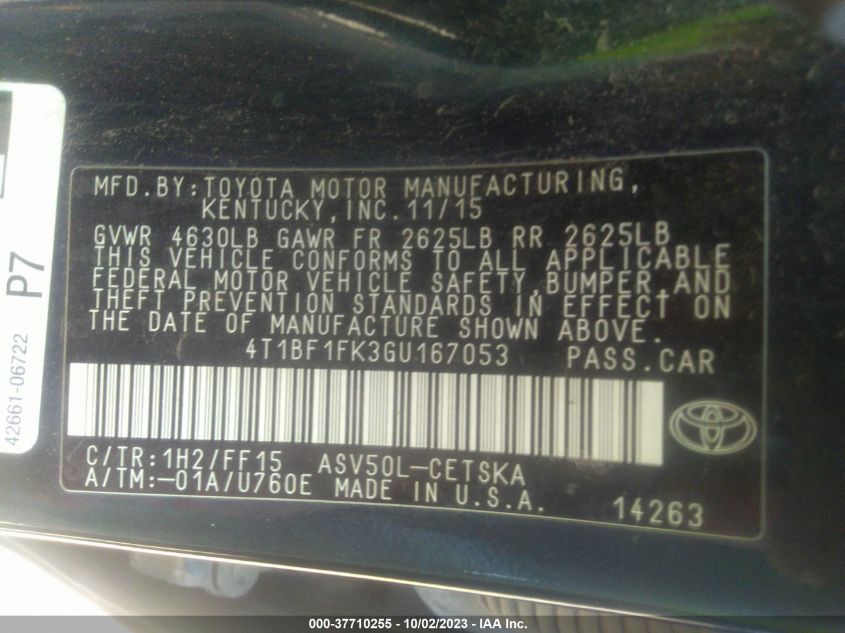 MFD.BY:TOYOTA MOTOR MANUFACTURING,
KENTUCKY,INC.11/15
GVWR 4630LB GAWR FR 2625LB RR 2625LB
THIS VEHICLE CONFORMS TO ALL APPLICABLE
FEDERAL MOTOR VEHICLE SAFETY,BUMPER,AND
THEFT PREVENTION STANDARDS IN EFFECT ON
THE DATE OF MANUFACTURE SHOWN ABOVE.
4T1BF1FK3GU167053 PASS.CAR
C/TR:1H2/FF15 ASV50L-CETSKA
A/TM:-01A/U760E MADE IN U.S.A.
14263
P7
42661-06722
000-37710255 - 10/02/2023 - IAA Inc.